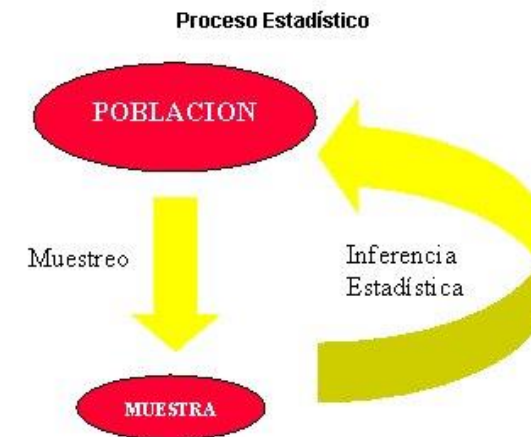 Proceso Estadístico
POBLACION
Muestreo
Inferencia
Estadística
MUESTRA